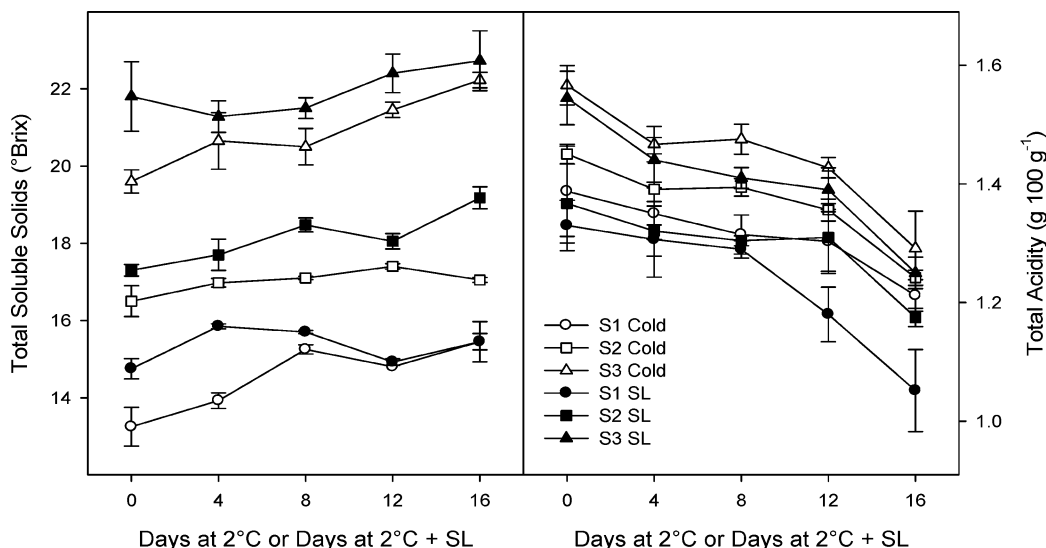 Total Soluble Solids (°Brix)
22
20
18
16
14
0 4 8 12 16
Days at 2°C or Days at 2°C + SL
S1 Cold
S2 Cold
S3 Cold
S1 SL
S2 SL
S3 SL
0 4 8 12 16
Days at 2°C or Days at 2°C + SL
1.6
1.4
1.2
1.0
Total Acidity (g 100 g⁻¹)